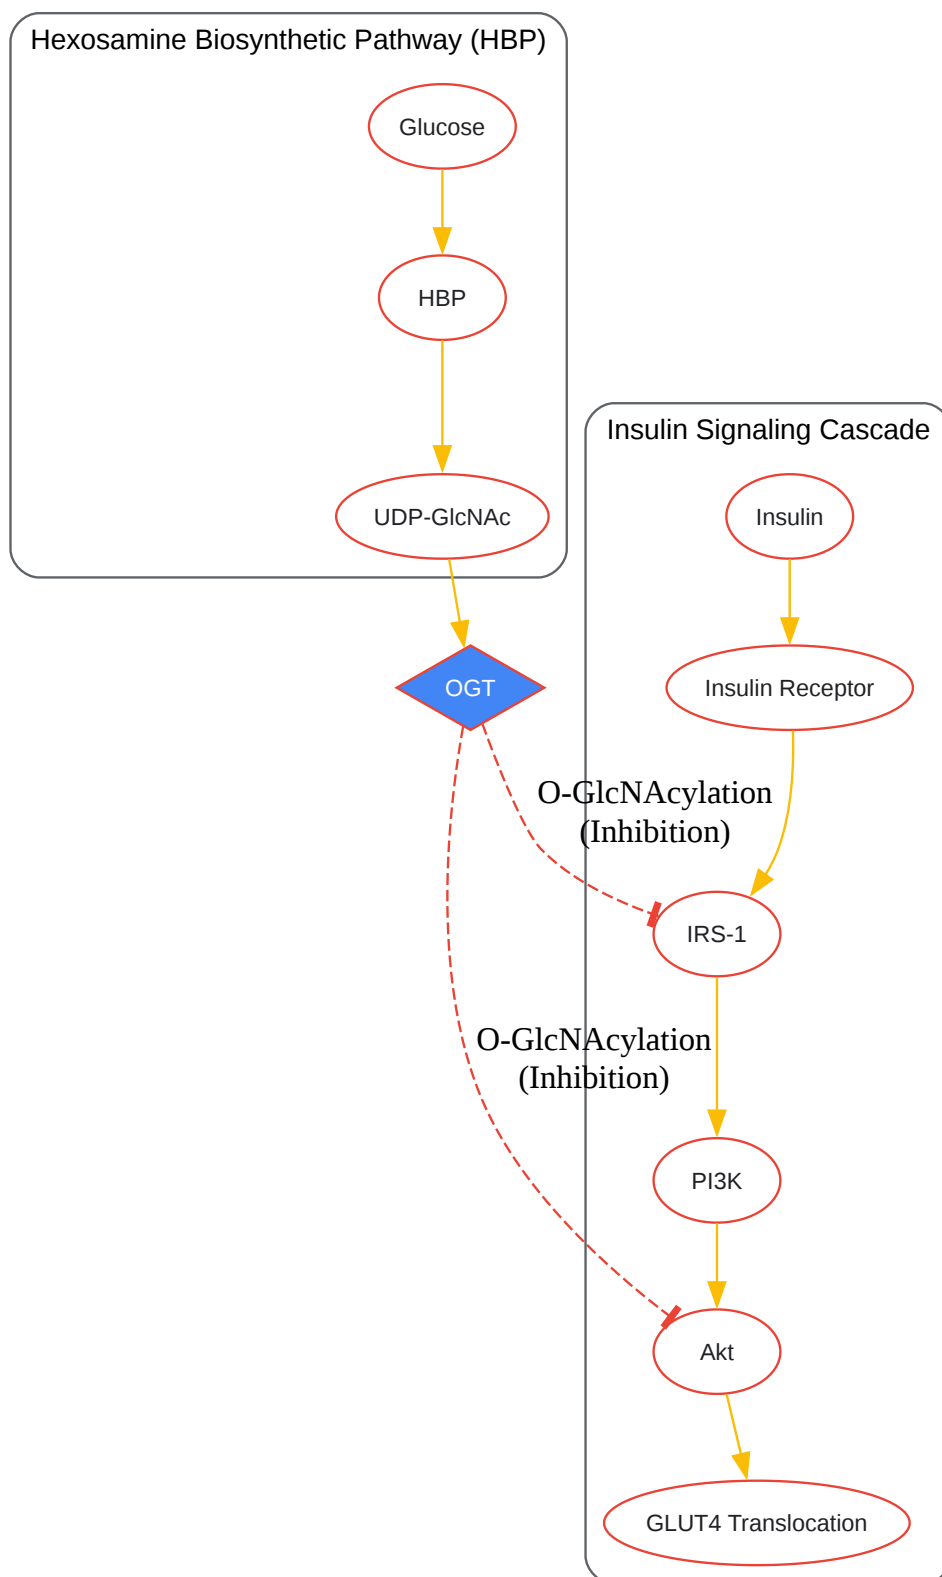 Hexosamine Biosynthetic Pathway (HBP)
Glucose
HBP
UDP-GlcNAc
OGT
Insulin Signaling Cascade
Insulin
Insulin Receptor
O-GlcNAcylation
(Inhibition)
IRS-1
O-GlcNAcylation
(Inhibition)
PI3K
Akt
GLUT4 Translocation